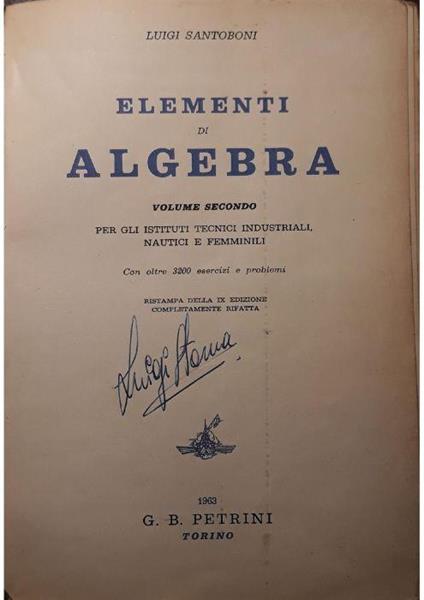 LUIGI SANTOBONI
ELEMENTI
DI
ALGEBRA
VOLUME SECONDO
PER GLI ISTITUTI TECNICI INDUSTRIALI,
NAUTICI E FEMMINILI
Con oltre 3200 esercizi e problemi
RISTAMPA DELLA IX EDIZIONE
COMPLETAMENTE RIFATTA
Luigi
1963
G. B. PETRINI
TORINO